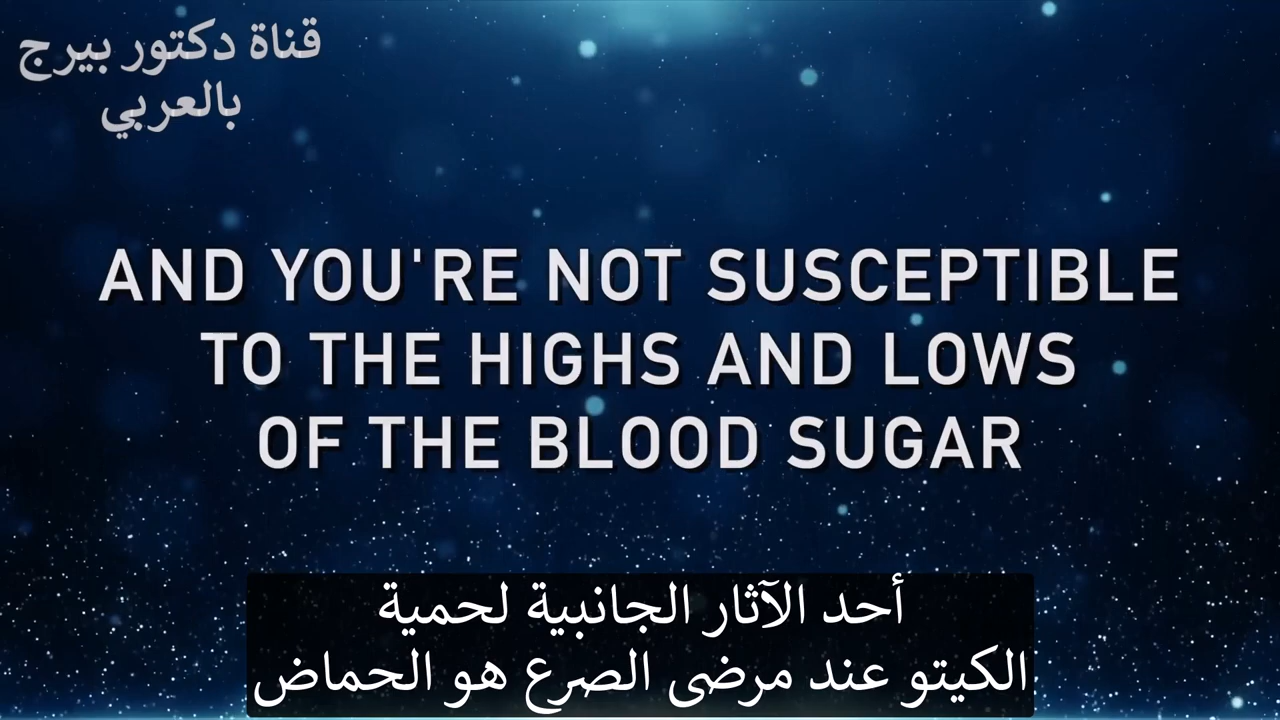 قناة دكتور بيرج
بالعربي
AND YOU'RE NOT SUSCEPTIBLE
TO THE HIGHS AND LOWS
OF THE BLOOD SUGAR
أحد الآثار الجانبية لحمية
الكيتو عند مرضى الصرع هو الحماض